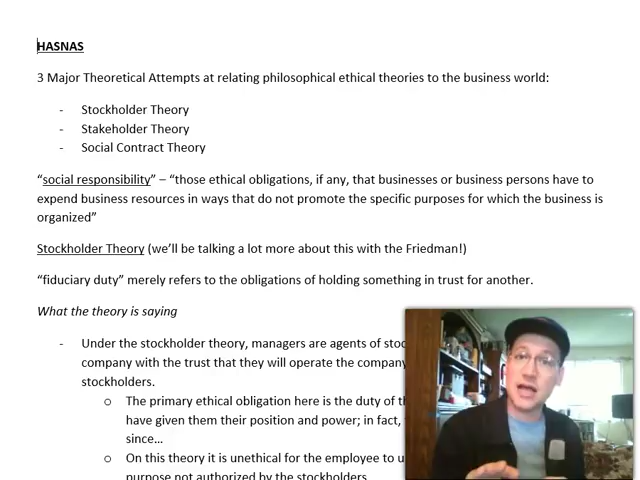 HASNAS
3 Major Theoretical Attempts at relating philosophical ethical theories to the business world:
- Stockholder Theory
- Stakeholder Theory
- Social Contract Theory
“social responsibility” – “those ethical obligations, if any, that businesses or business persons have to
expend business resources in ways that do not promote the specific purposes for which the business is
organized”
Stockholder Theory (we’ll be talking a lot more about this with the Friedman!)
“fiduciary duty” merely refers to the obligations of holding something in trust for another.
What the theory is saying
- Under the stockholder theory, managers are agents of
company with the trust that they will operate the company
stockholders.
o The primary ethical obligation here is the duty of
have given them their position and power; in fact,
since…
o On this theory it is unethical for the employee to
purpose not authorized by the stockholders